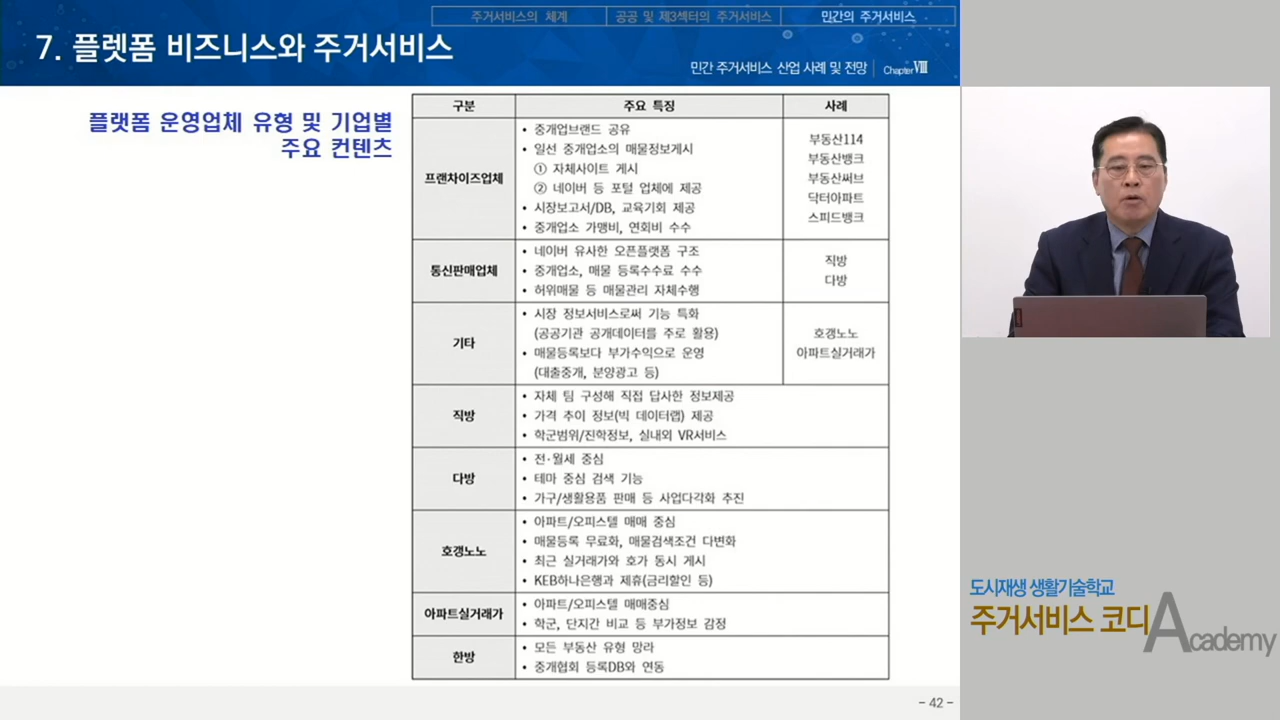 주거서비스의 체계
공공 및 제3섹터의 주거서비스
민간의 주거서비스
7. 플렛폼 비즈니스와 주거서비스
민간 주거서비스 산업 사례 및 전망
Chapter Ⅷ
플랫폼 운영업체 유형 및 기업별
주요 컨텐츠
구분
주요 특징
사례
프랜차이즈업체
• 중개업브랜드 공유
• 일선 중개업소의 매물정보게시
① 자체사이트 게시
② 네이버 등 포털 업체에 제공
• 시장보고서/DB, 교육기회 제공
• 중개업소 가맹비, 연회비 수수
부동산114
부동산뱅크
부동산써브
닥터아파트
스피드뱅크
통신판매업체
• 네이버 유사한 오픈플랫폼 구조
• 중개업소, 매물 등록수수료 수수
• 허위매물 등 매물관리 자체수행
직방
다방
기타
• 시장 정보서비스로써 기능 특화
(공공기관 공개데이터를 주로 활용)
• 매물등록보다 부가수익으로 운영
(대출중개, 분양광고 등)
호갱노노
아파트실거래가
직방
• 자체 팀 구성해 직접 답사한 정보제공
• 가격 추이 정보(빅 데이터랩) 제공
• 학군범위/진학정보, 실내외 VR서비스
다방
• 전·월세 중심
• 테마 중심 검색 기능
• 가구/생활용품 판매 등 사업다각화 추진
호갱노노
• 아파트/오피스텔 매매 중심
• 매물등록 무료화, 매물검색조건 다변화
• 최근 실거래가와 호가 동시 게시
• KEB하나은행과 제휴(금리할인 등)
아파트실거래가
• 아파트/오피스텔 매매중심
• 학군, 단지간 비교 등 부가정보 감정
한방
• 모든 부동산 유형 망라
• 중개협회 등록DB와 연동
- 42 -
도시재생 생활기술학교
주거서비스 코디
Academy